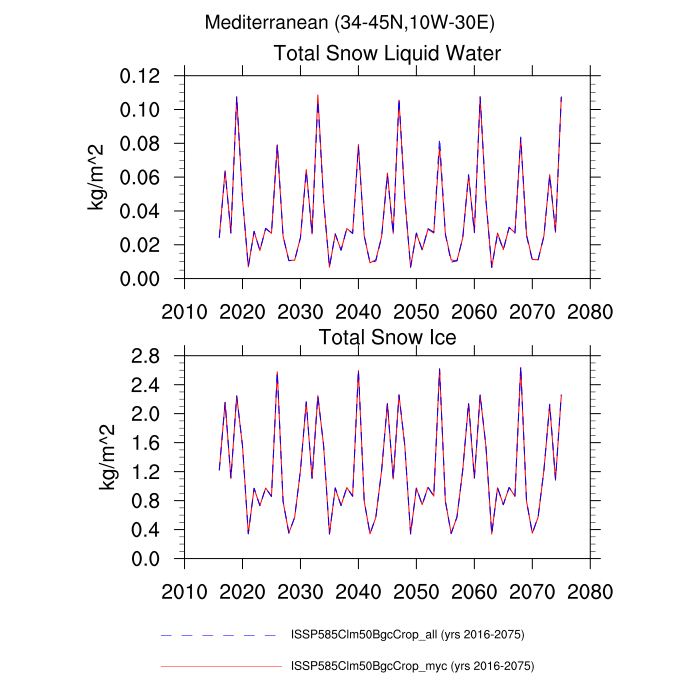 Mediterranean (34-45N,10W-30E)
Total Snow Liquid Water
0.12
0.10
0.08
0.06
0.04
0.02
0.00
kg/m^2
2010 2020 2030 2040 2050 2060 2070 2080
Total Snow Ice
2.8
2.4
2.0
1.6
1.2
0.8
0.4
0.0
kg/m^2
2010 2020 2030 2040 2050 2060 2070 2080
ISSP585Clm50BgcCrop_all (yrs 2016-2075)
ISSP585Clm50BgcCrop_myc (yrs 2016-2075)